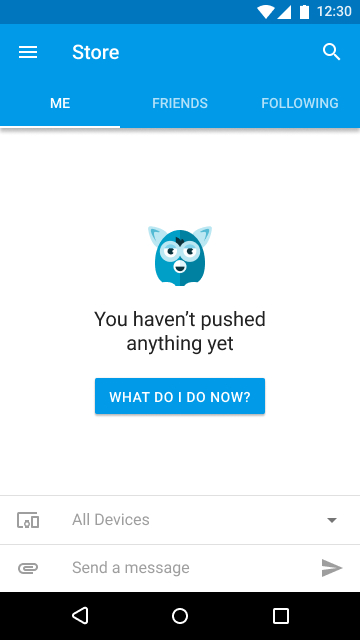 12:30
Store
ME
FRIENDS
FOLLOWING
You haven’t pushed
anything yet
WHAT DO I DO NOW?
All Devices
Send a message